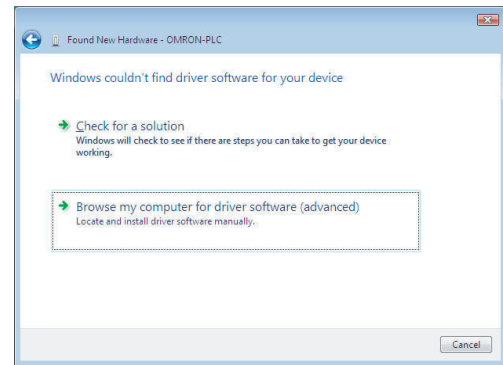 Found New Hardware - OMRON-PLC
Windows couldn't find driver software for your device
Check for a solution
Windows will check to see if there are steps you can take to get your device
working.
Browse my computer for driver software (advanced)
Locate and install driver software manually.
Cancel